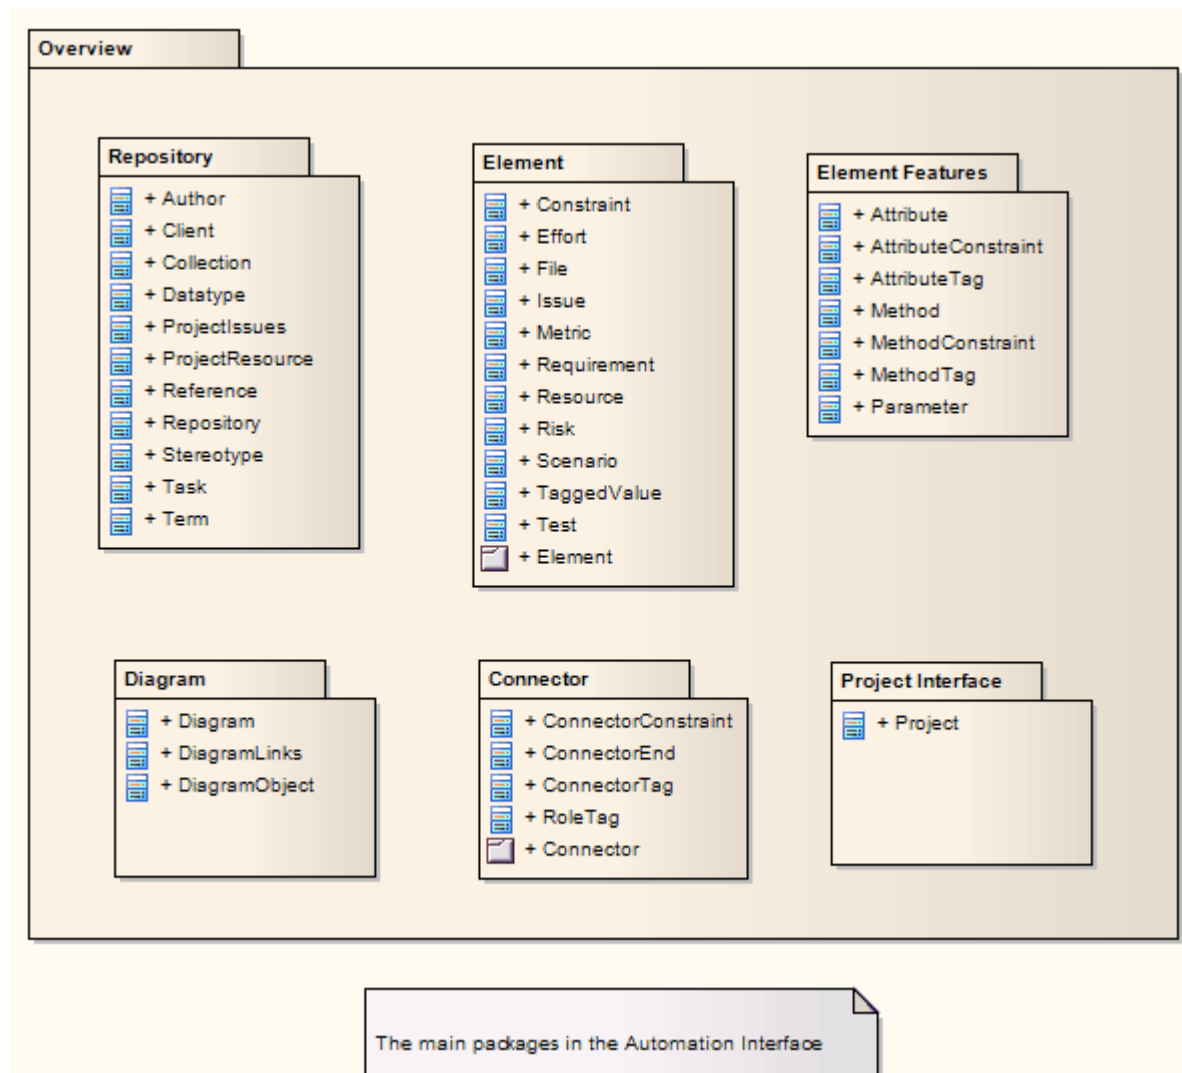 Overview
Repository
+ Author
+ Client
+ Collection
+ Datatype
+ ProjectIssues
+ ProjectResource
+ Reference
+ Repository
+ Stereotype
+ Task
+ Term
Element
+ Constraint
+ Effort
+ File
+ Issue
+ Metric
+ Requirement
+ Resource
+ Risk
+ Scenario
+ TaggedValue
+ Test
+ Element
Element Features
+ Attribute
+ AttributeConstraint
+ AttributeTag
+ Method
+ MethodConstraint
+ MethodTag
+ Parameter
Diagram
+ Diagram
+ DiagramLinks
+ DiagramObject
Connector
+ ConnectorConstraint
+ ConnectorEnd
+ ConnectorTag
+ RoleTag
+ Connector
Project Interface
+ Project
The main packages in the Automation Interface